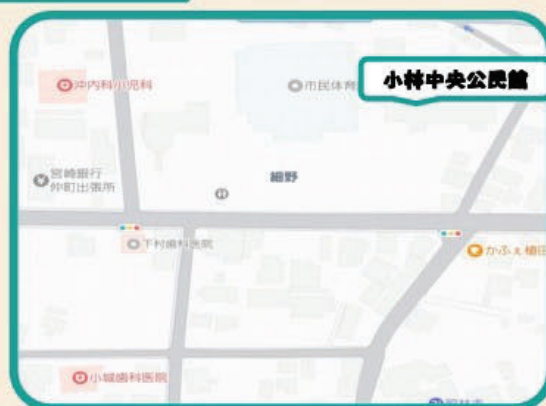 沖内科小児科
市民体育
小林中央公民館
宮崎銀行
仲町出張所
細野
下村歯科医院
かふぇ植田
小城歯科医院